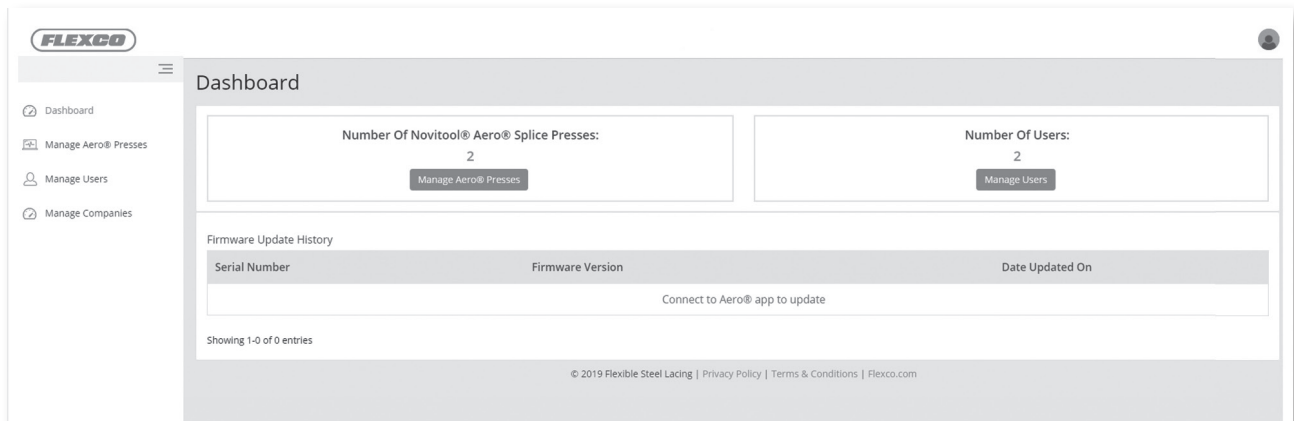 FLEXCO
Dashboard
Manage Aero® Presses
Manage Users
Manage Companies
Dashboard
Number Of Novitool® Aero® Splice Presses:
2
Manage Aero® Presses
Number Of Users:
2
Manage Users
Firmware Update History
Serial Number Firmware Version Date Updated On
Connect to Aero® app to update
Showing 1-0 of 0 entries
© 2019 Flexible Steel Lacing | Privacy Policy | Terms & Conditions | Flexco.com